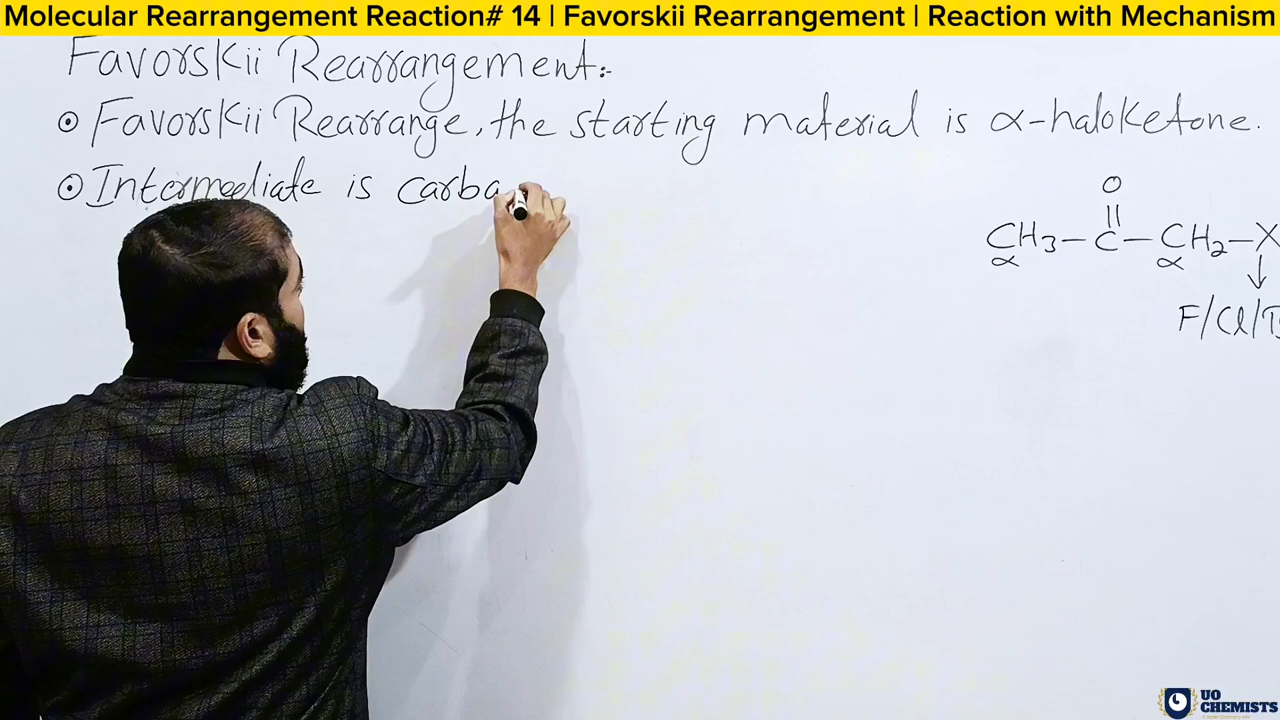 Molecular Rearrangement Reaction# 14 | Favorskii Rearrangement | Reaction with Mechanism
Favorskii Rearrangement:-
⊙ Favorskii Rearrange, the starting material is α-haloketone.
⊙ Intermediate is carba
O
||
CH₃–C–CH₂–X
α α
↓
F/Cl/
UO
CHEMISTS